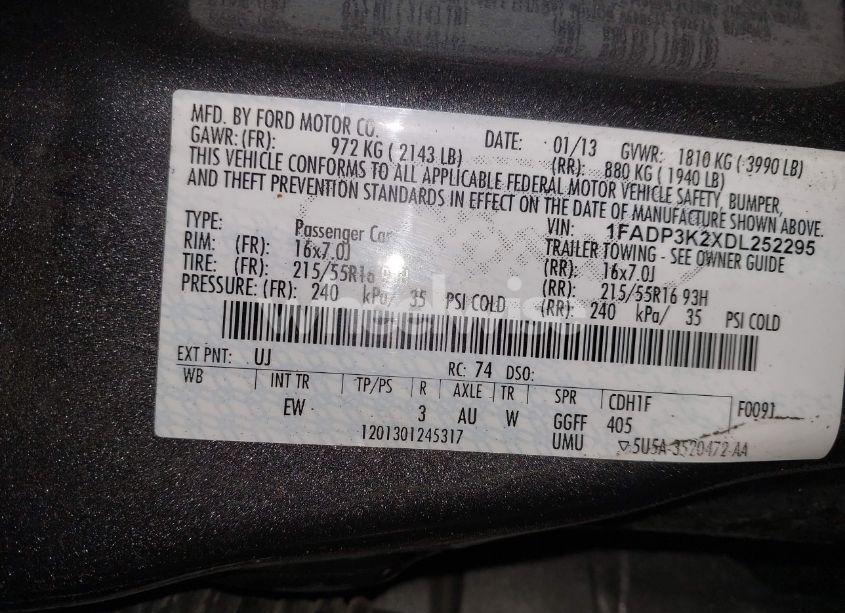 MFD. BY FORD MOTOR CO. DATE: 01/13 GVWR: 1810 KG ( 3990 LB)
GAWR: (FR): 972 KG ( 2143 LB) (RR): 880 KG ( 1940 LB)
THIS VEHICLE CONFORMS TO ALL APPLICABLE FEDERAL MOTOR VEHICLE SAFETY, BUMPER,
AND THEFT PREVENTION STANDARDS IN EFFECT ON THE DATE OF MANUFACTURE SHOWN ABOVE.
VIN: 1FADP3K2XDL252295
TYPE: Passenger Car TRAILER TOWING - SEE OWNER GUIDE
RIM: (FR): 16x7.0J (RR): 16x7.0J
TIRE: (FR): 215/55R16 93H (RR): 215/55R16 93H
PRESSURE: (FR): 240 kPa/ 35 PSI COLD (RR): 240 kPa/ 35 PSI COLD
EXT PNT: UJ RC: 74 DSO:
WB INT TR TP/PS R AXLE TR SPR CDH1F F0091
EW 3 AU W GGFF 405
1201301245317 UMU ▽5U5A-3520472-AA